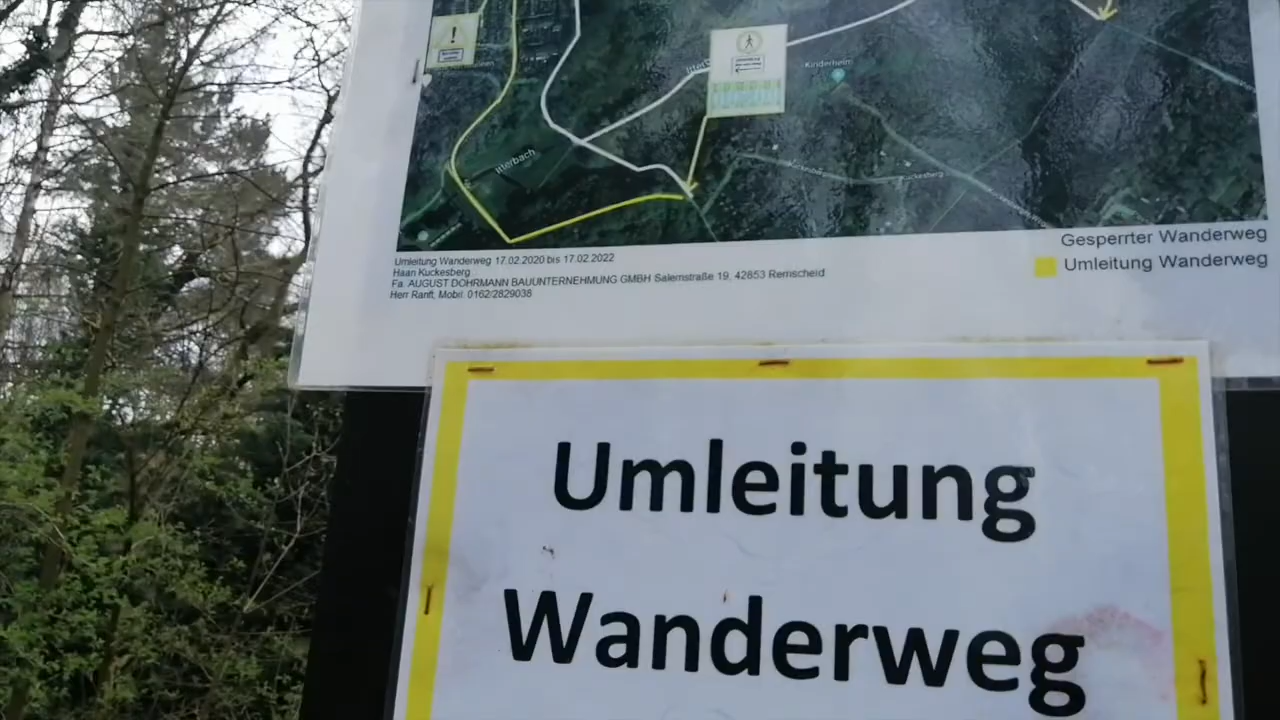 Kinderheim
Itterbach
Kuckesberg
Gesperrter Wanderweg
Umleitung Wanderweg
Umleitung Wanderweg 17.02.2020 bis 17.02.2022
Haan Kuckesberg
Fa. AUGUST DOHRMANN BAUUNTERNEHMUNG GMBH Salemstraße 19, 42853 Remscheid
Herr Ranft, Mobil. 0162/2829038
Umleitung
Wanderweg